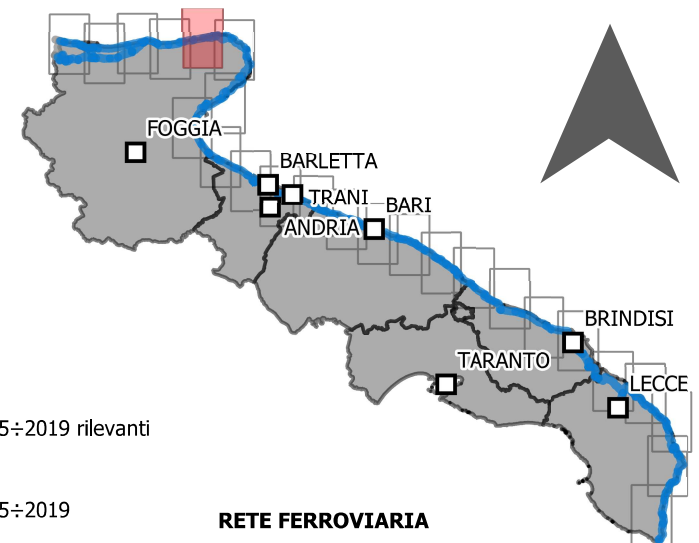 FOGGIA
BARLETTA
TRANI
BARI
ANDRIA
BRINDISI
TARANTO
LECCE
5÷2019 rilevanti
5÷2019
RETE FERROVIARIA